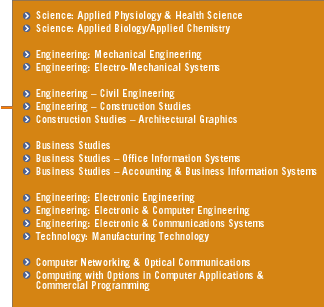 Science: Applied Physiology & Health Science
Science: Applied Biology/Applied Chemistry
Engineering: Mechanical Engineering
Engineering: Electro-Mechanical Systems
Engineering – Civil Engineering
Engineering – Construction Studies
Construction Studies – Architectural Graphics
Business Studies
Business Studies – Office Information Systems
Business Studies – Accounting & Business Information Systems
Engineering: Electronic Engineering
Engineering: Electronic & Computer Engineering
Engineering: Electronic & Communications Systems
Technology: Manufacturing Technology
Computer Networking & Optical Communications
Computing with Options in Computer Applications &
Commercial Programming